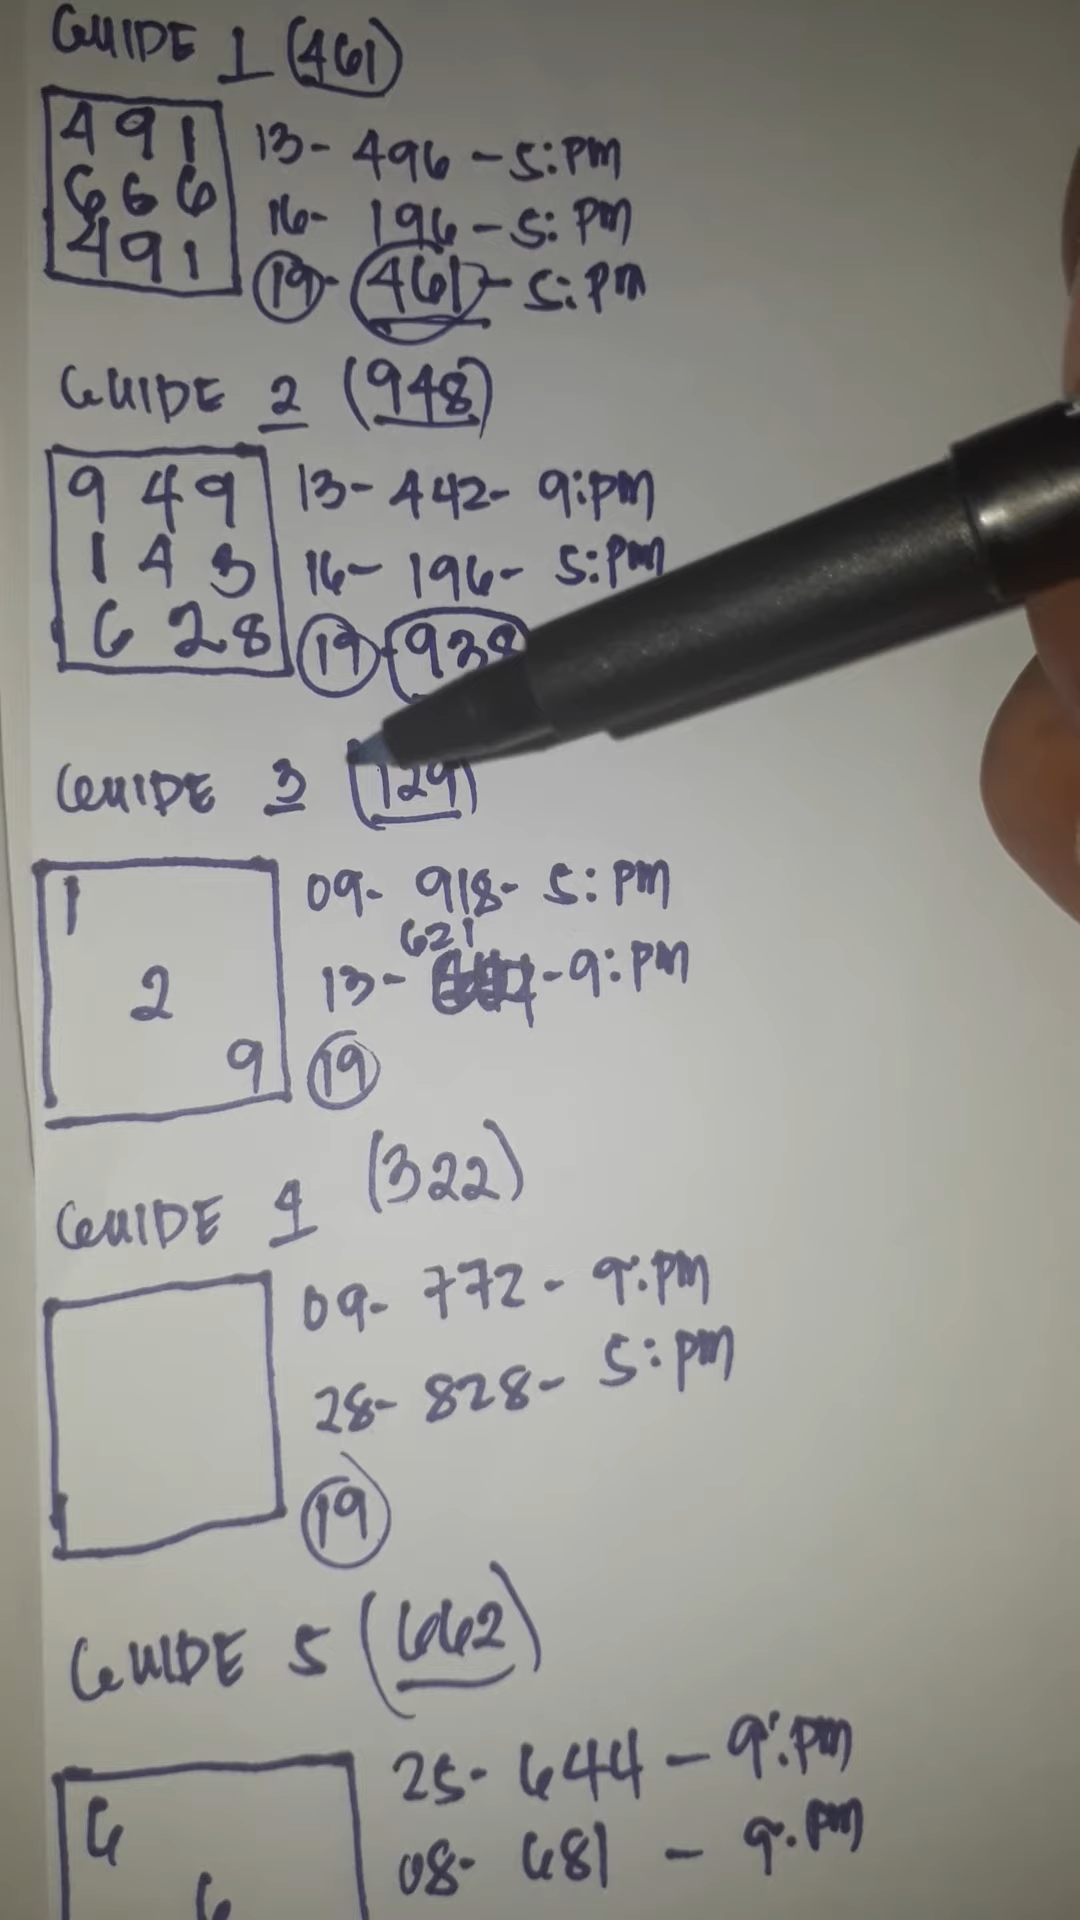 GUIDE 1 (461)
4 9 1
6 6 6
4 9 1
13- 496 - 5:PM
16- 196 - 5:PM
19- 461 - 5:PM
GUIDE 2 (948)
9 4 9
1 4 3
6 2 8
13- 442- 9:PM
16- 196- 5:PM
19- 938
GUIDE 3 (129)
1
2
9
09- 918- 5:PM
621
13- -9:PM
19
GUIDE 4 (322)
09- 772- 9:PM
28- 828- 5:PM
19
GUIDE 5 (662)
6
6
25- 644 - 9:PM
08- 681 - 9:PM